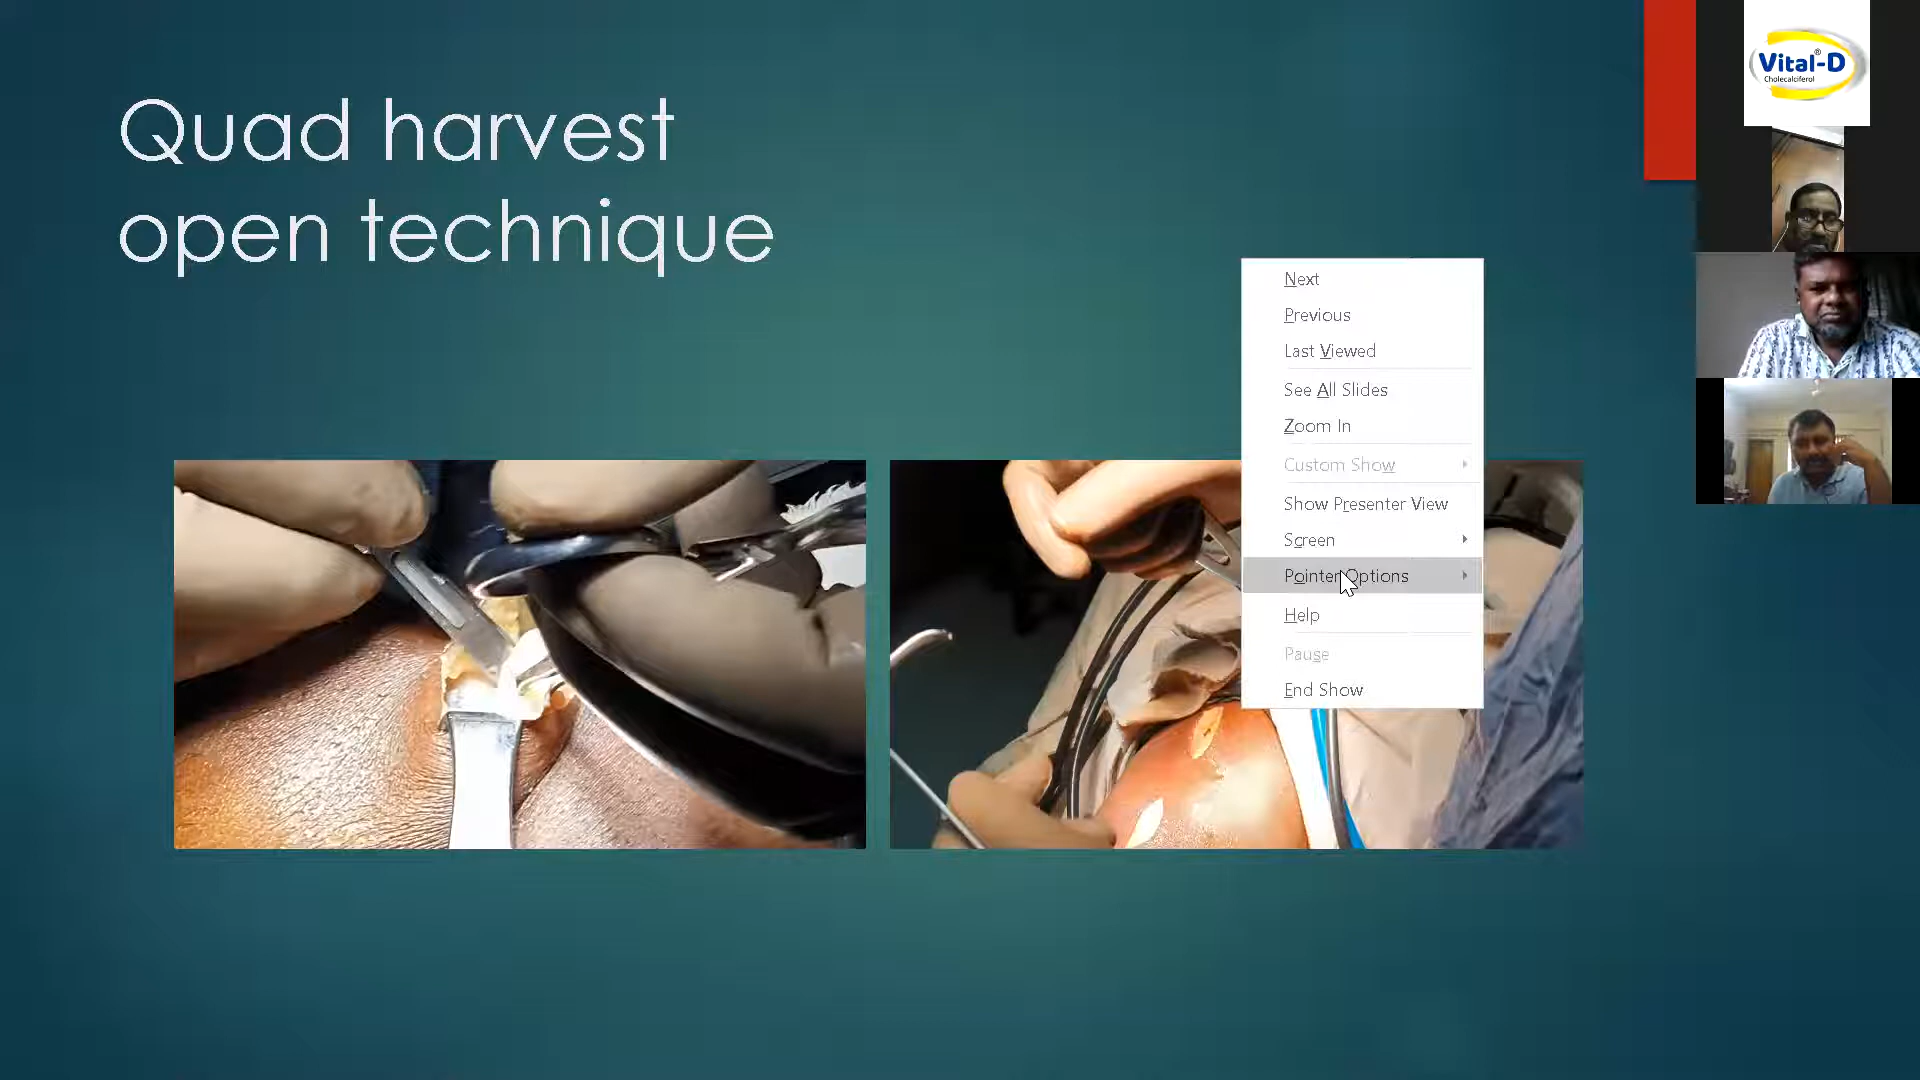 Quad harvest
open technique
Next
Previous
Last Viewed
See All Slides
Zoom In
Custom Show
Show Presenter View
Screen
Pointer Options
Help
Pause
End Show
Vital-D®
Cholecalciferol